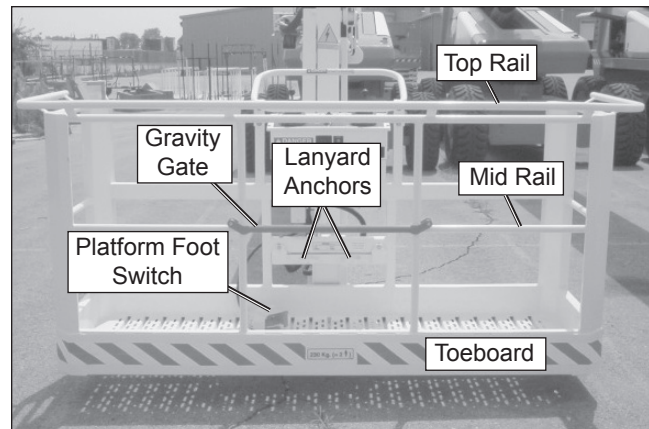 Top Rail
Gravity
Gate
Lanyard
Anchors
Mid Rail
Platform Foot
Switch
Toeboard